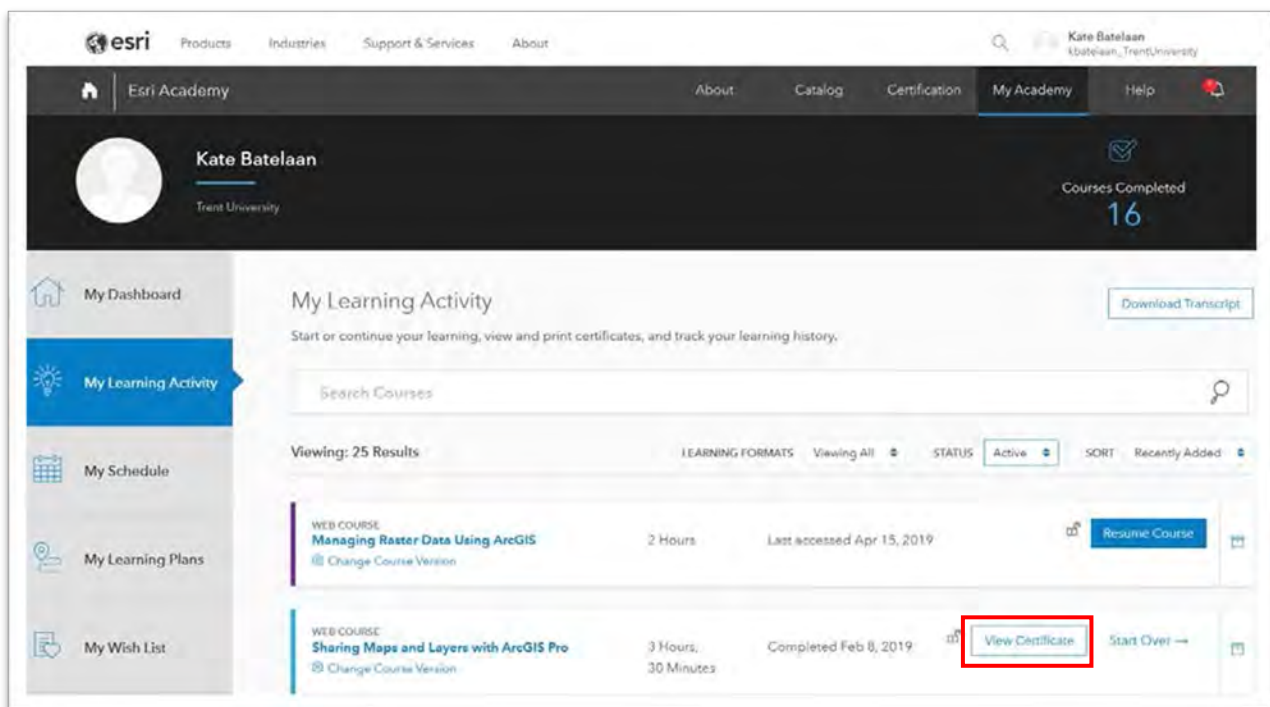 esri Products Industries Support & Services About
Kate Batelaan
kbatelaan_TrentUniversity
Esri Academy About Catalog Certification My Academy Help
Kate Batelaan
Trent University
Courses Completed
16
My Dashboard
My Learning Activity
My Schedule
My Learning Plans
My Wish List
My Learning Activity
Download Transcript
Start or continue your learning, view and print certificates, and track your learning history.
Search Courses
Viewing: 25 Results LEARNING FORMATS Viewing All STATUS Active SORT Recently Added
WEB COURSE
Managing Raster Data Using ArcGIS 2 Hours Last accessed Apr 15, 2019 Resume Course
Change Course Version
WEB COURSE
Sharing Maps and Layers with ArcGIS Pro 3 Hours, Completed Feb 8, 2019 View Certificate Start Over →
Change Course Version 30 Minutes